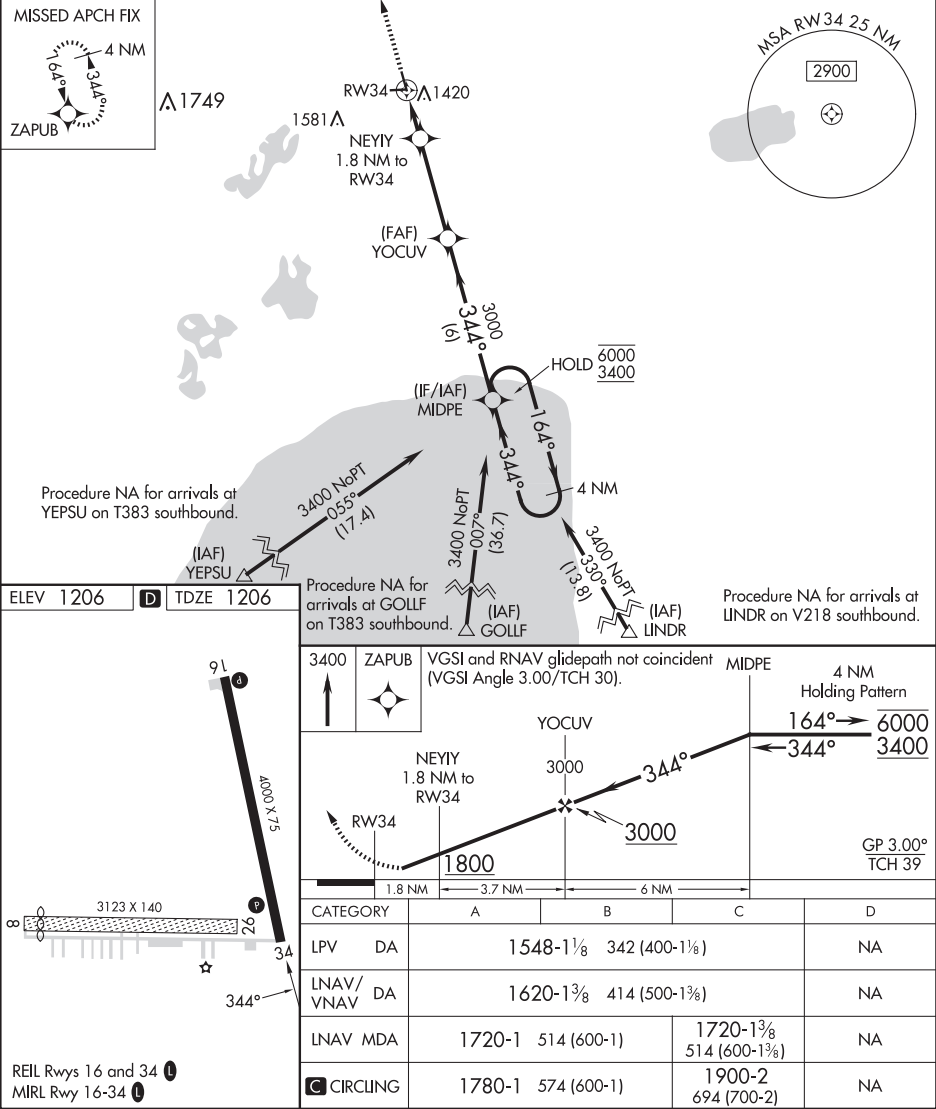 MISSED APCH FIX
4 NM
164°
344°
ZAPUB
1749
RW34
1420
1581
NEYIY
1.8 NM to
RW34
MSA RW34 25 NM
2900
(FAF)
YOCUV
3000
344°
(6)
HOLD
6000
3400
(IF/IAF)
MIDPE
164°
344°
4 NM
Procedure NA for arrivals at
YEPSU on T383 southbound.
3400 NoPT
055°
(17.4)
(IAF)
YEPSU
3400 NoPT
007°
(36.7)
Procedure NA for
arrivals at GOLLF
on T383 southbound.
(IAF)
GOLLF
3400 NoPT
330°
(13.8)
(IAF)
LINDR
Procedure NA for arrivals at
LINDR on V218 southbound.
ELEV 1206
D
TDZE 1206
16
P
4000 X 75
P
3123 X 140
8
26
34
344°
REIL Rwys 16 and 34 L
MIRL Rwy 16-34 L
3400
ZAPUB
VGSI and RNAV glidepath not coincident
(VGSI Angle 3.00/TCH 30).
MIDPE
4 NM
Holding Pattern
164°
6000
344°
3400
YOCUV
3000
344°
NEYIY
1.8 NM to
RW34
RW34
3000
1800
GP 3.00°
TCH 39
1.8 NM
3.7 NM
6 NM
CATEGORY A B C D
LPV DA 1548-1⅛ 342 (400-1⅛) NA
LNAV/
VNAV DA 1620-1⅜ 414 (500-1⅜) NA
LNAV MDA 1720-1 514 (600-1) 1720-1⅜ NA
514 (600-1⅜)
C CIRCLING 1780-1 574 (600-1) 1900-2 NA
694 (700-2)